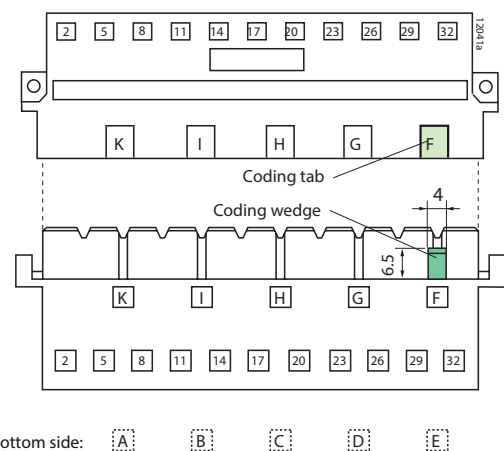 2 5 8 11 14 17 20 23 26 29 32
12041a
K I H G F
Coding tab
4
Coding wedge
6.5
K I H G F
2 5 8 11 14 17 20 23 26 29 32
ottom side: A B C D E